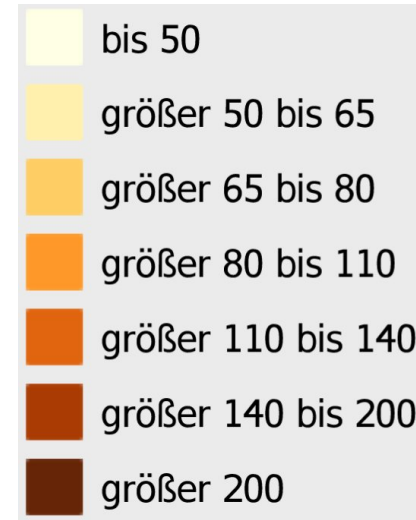 bis 50
größer 50 bis 65
größer 65 bis 80
größer 80 bis 110
größer 110 bis 140
größer 140 bis 200
größer 200